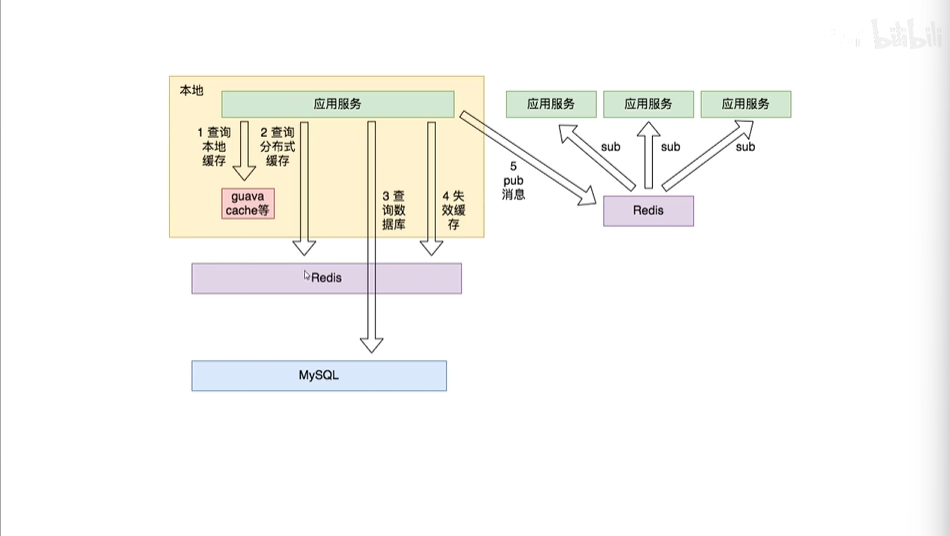 bilibili
本地
应用服务
应用服务
应用服务
应用服务
1 查询
本地
缓存
2 查询
分布式
缓存
sub
sub
sub
5
pub
消息
guava
cache等
3 查
询数
据库
4 失
效缓
存
Redis
Redis
MySQL